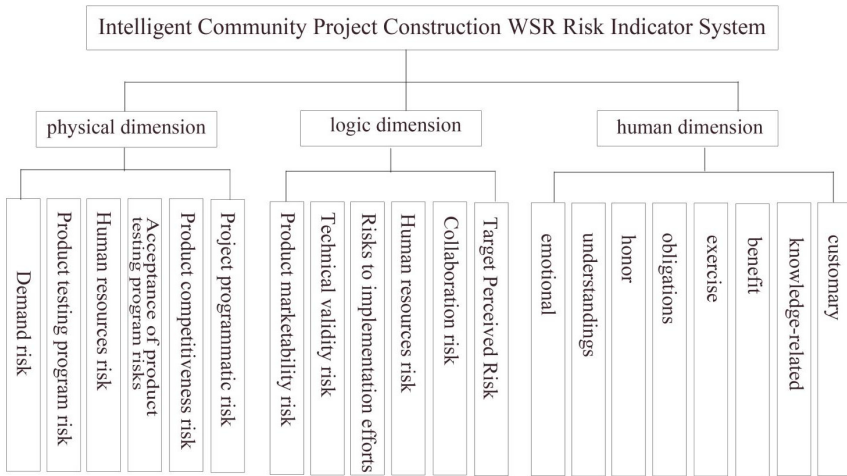 Intelligent Community Project Construction WSR Risk Indicator System
physical dimension
logic dimension
human dimension
Demand risk
Product testing program risk
Human resources risk
Acceptance of product
testing program risks
Product competitiveness risk
Project programmatic risk
Product marketability risk
Technical validity risk
Risks to implementation efforts
Human resources risk
Collaboration risk
Target Perceived Risk
emotional
understandings
honor
obligations
exercise
benefit
knowledge-related
customary